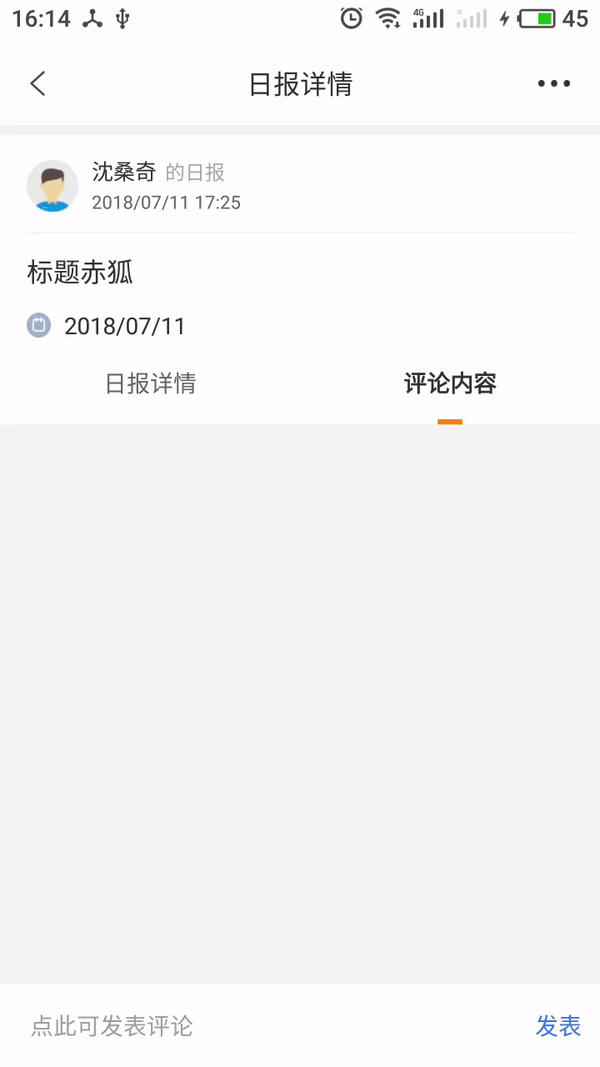 16:14 4G 45
日报详情
沈桑奇 的日报
2018/07/11 17:25
标题赤狐
2018/07/11
日报详情 评论内容
点此可发表评论 发表